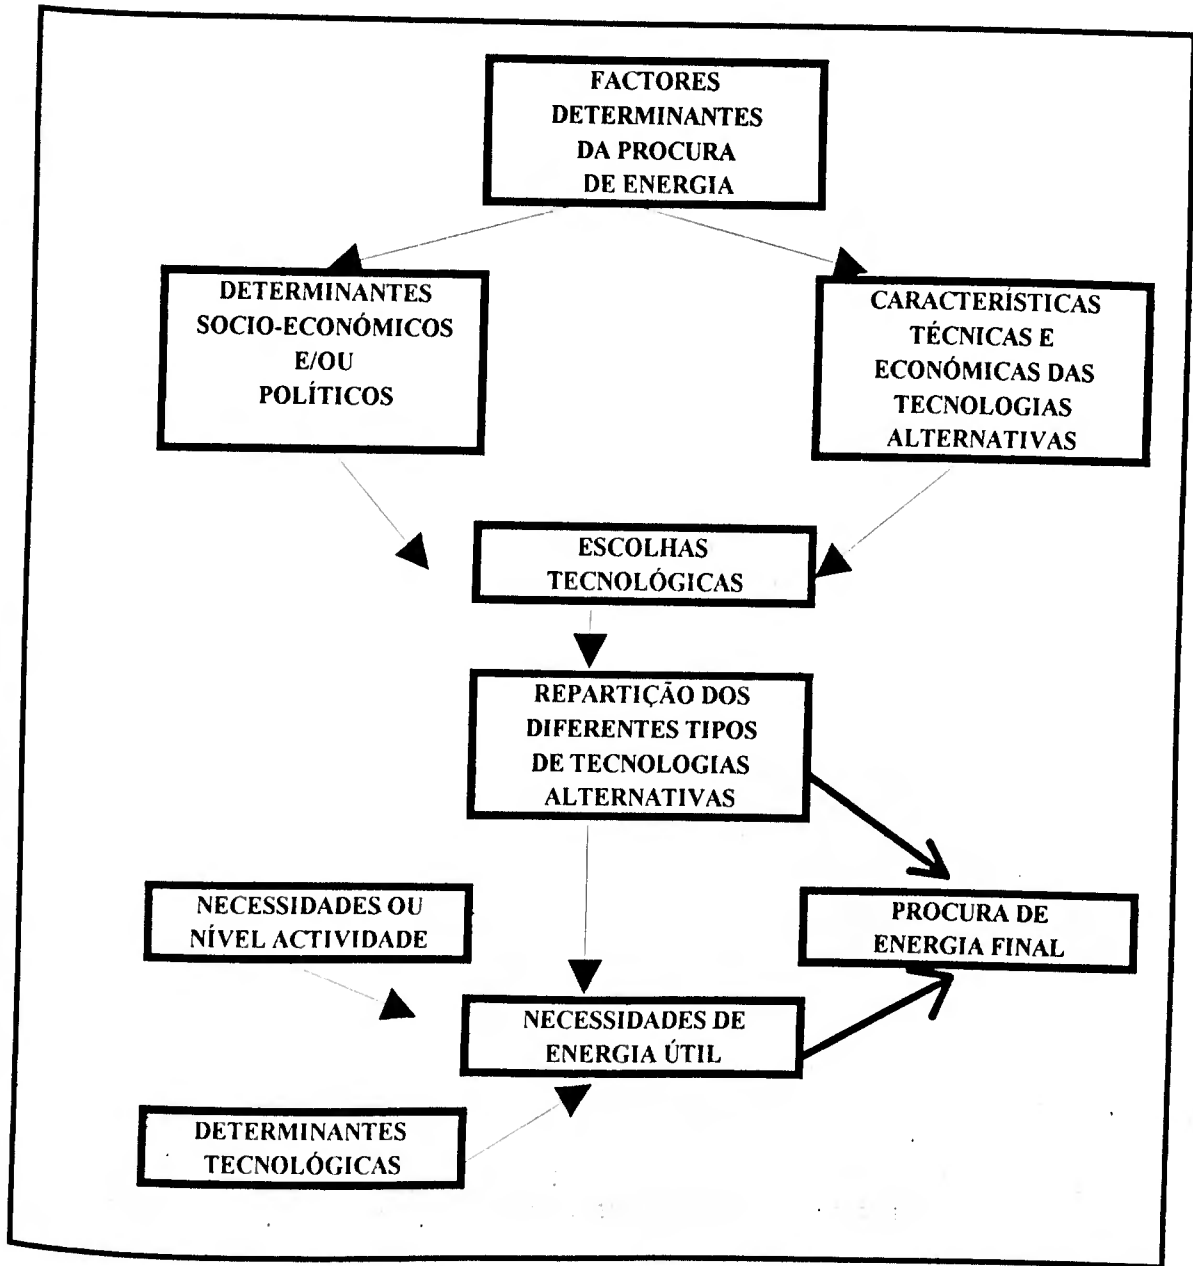 FACTORES
DETERMINANTES
DA PROCURA
DE ENERGIA
DETERMINANTES
SOCIO-ECONÓMICOS
E/OU
POLÍTICOS
CARACTERÍSTICAS
TÉCNICAS E
ECONÓMICAS DAS
TECNOLOGIAS
ALTERNATIVAS
ESCOLHAS
TECNOLÓGICAS
REPARTIÇÃO DOS
DIFERENTES TIPOS
DE TECNOLOGIAS
ALTERNATIVAS
NECESSIDADES OU
NÍVEL ACTIVIDADE
PROCURA DE
ENERGIA FINAL
NECESSIDADES DE
ENERGIA ÚTIL
DETERMINANTES
TECNOLÓGICAS